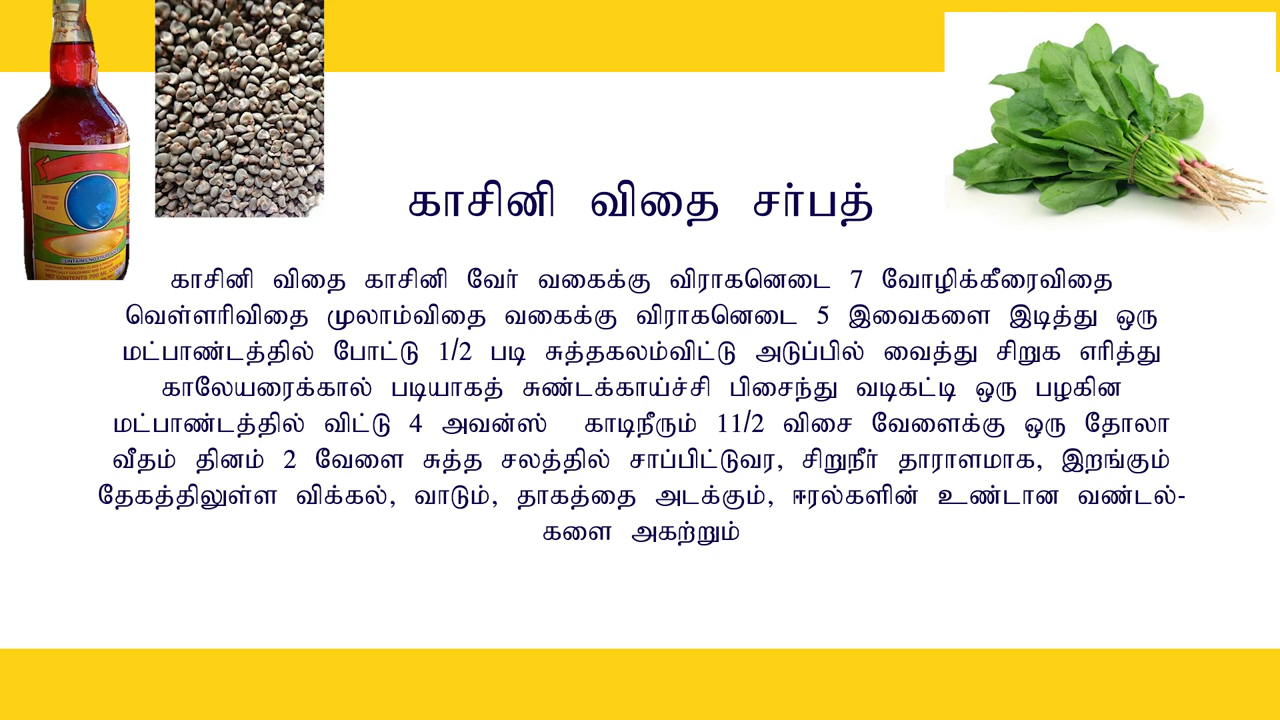 காசினி விதை சர்பத்
காசினி விதை காசினி வேர் வகைக்கு விராகனெடை 7 வோழிக்கீரைவிதை
வெள்ளரிவிதை முலாம்விதை வகைக்கு விராகனெடை 5 இவைகளை இடித்து ஒரு
மட்பாண்டத்தில் போட்டு 1/2 படி சுத்தகலம்விட்டு அடுப்பில் வைத்து சிறுக எரித்து
காலேயரைக்கால் படியாகத் சுண்டக்காய்ச்சி பிசைந்து வடிகட்டி ஒரு பழகின
மட்பாண்டத்தில் விட்டு 4 அவன்ஸ் காடிநீரும் 11/2 விசை வேளைக்கு ஒரு தோலா
வீதம் தினம் 2 வேளை சுத்த சலத்தில் சாப்பிட்டுவர, சிறுநீர் தாராளமாக, இறங்கும்
தேகத்திலுள்ள விக்கல், வாடும், தாகத்தை அடக்கும், ஈரல்களின் உண்டான வண்டல்-
களை அகற்றும்